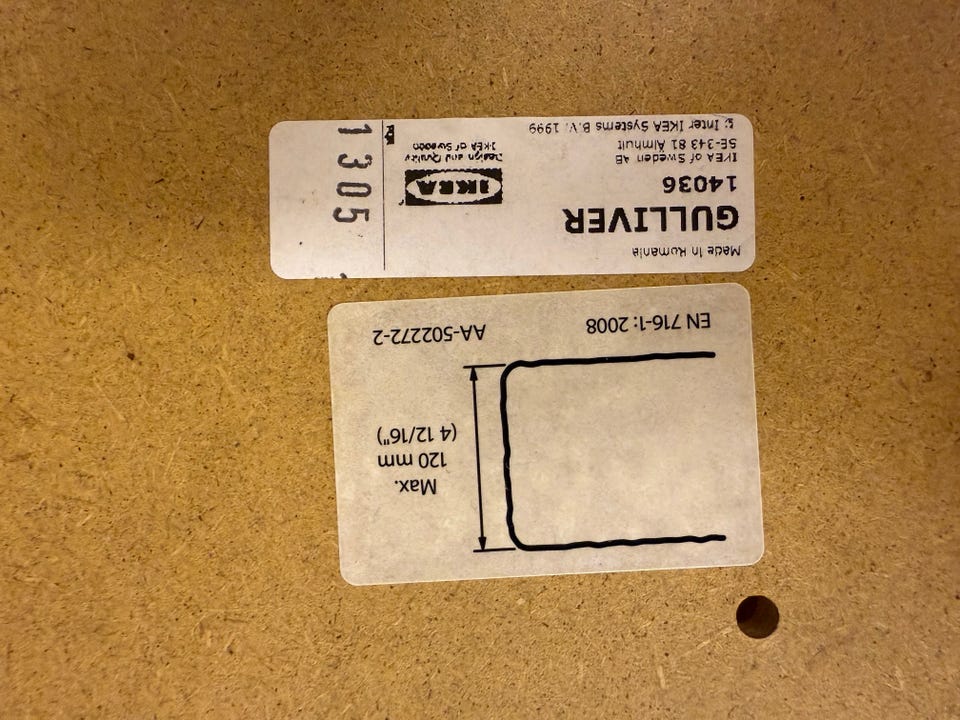 Made in Romania
GULLIVER
14036
IKEA of Sweden AB
SE-343 81 Älmhult
Inter IKEA Systems B.V. 1999
IKEA
Design and Quality
IKEA of Sweden
1305
EN 716-1: 2008
AA-502272-2
Max.
120 mm
(4 12/16")